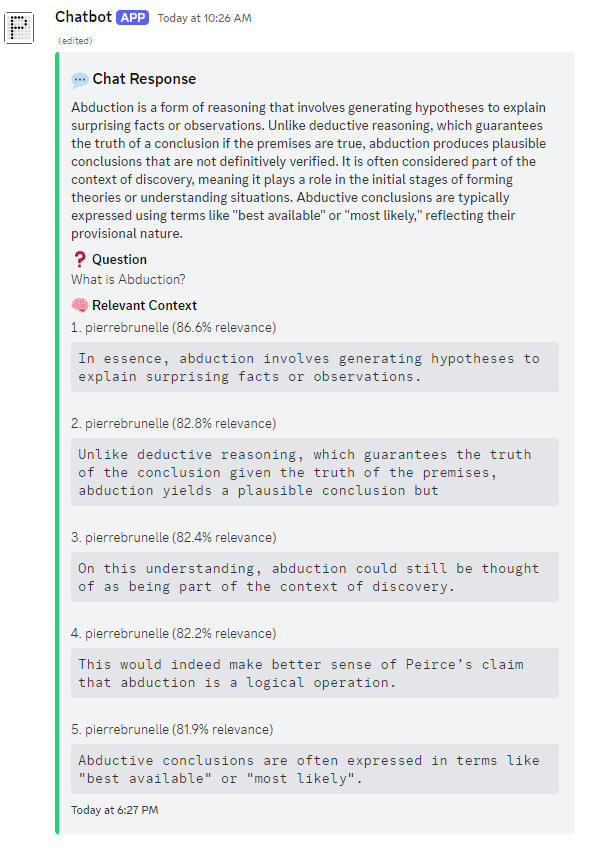 Chatbot APP Today at 10:26 AM
(edited)
Chat Response
Abduction is a form of reasoning that involves generating hypotheses to explain
surprising facts or observations. Unlike deductive reasoning, which guarantees
the truth of a conclusion if the premises are true, abduction produces plausible
conclusions that are not definitively verified. It is often considered part of the
context of discovery, meaning it plays a role in the initial stages of forming
theories or understanding situations. Abductive conclusions are typically
expressed using terms like "best available" or "most likely," reflecting their
provisional nature.
❓ Question
What is Abduction?
🧠 Relevant Context
1. pierrebrunelle (86.6% relevance)
In essence, abduction involves generating hypotheses to
explain surprising facts or observations.
2. pierrebrunelle (82.8% relevance)
Unlike deductive reasoning, which guarantees the truth
of the conclusion given the truth of the premises,
abduction yields a plausible conclusion but
3. pierrebrunelle (82.4% relevance)
On this understanding, abduction could still be thought
of as being part of the context of discovery.
4. pierrebrunelle (82.2% relevance)
This would indeed make better sense of Peirce’s claim
that abduction is a logical operation.
5. pierrebrunelle (81.9% relevance)
Abductive conclusions are often expressed in terms like
"best available" or "most likely".
Today at 6:27 PM